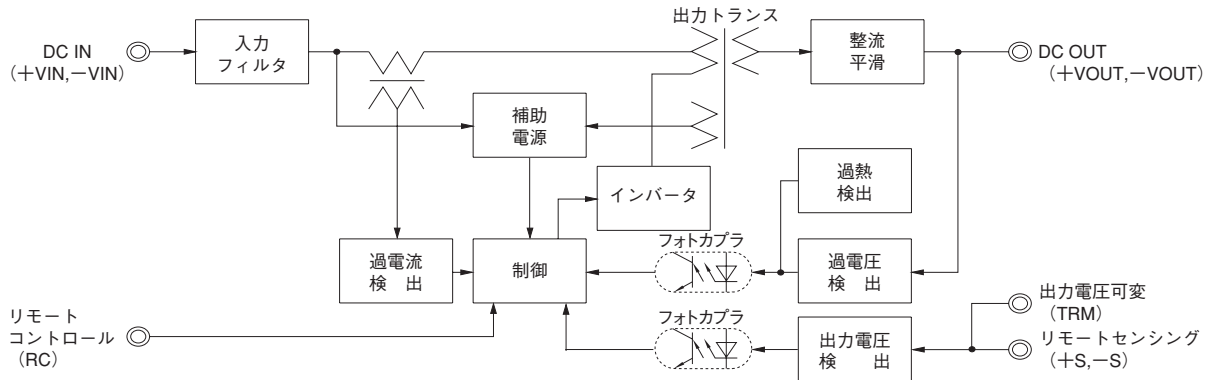 出力トランス
DC IN
（＋VIN,－VIN）
入力
フィルタ
整流
平滑
DC OUT
（＋VOUT,－VOUT）
補助
電源
インバータ
過熱
検出
フォトカプラ
過電流
検　出
制御
過電圧
検出
出力電圧可変
（TRM）
リモート
コントロール
（RC）
フォトカプラ
出力電圧
検　出
リモートセンシング
（＋S,－S）